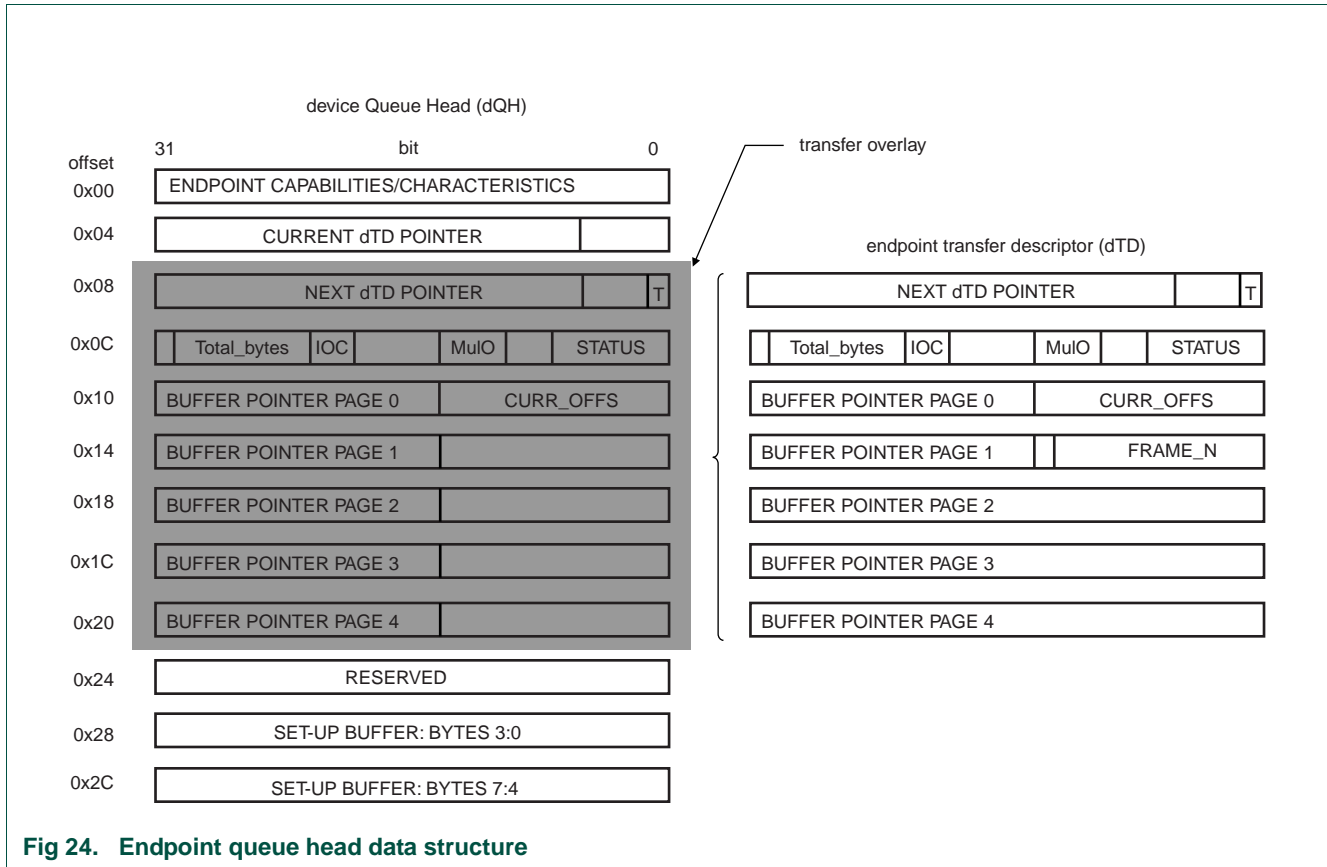 device Queue Head (dQH)
31 bit 0
transfer overlay
offset
0x00 ENDPOINT CAPABILITIES/CHARACTERISTICS
0x04 CURRENT dTD POINTER
endpoint transfer descriptor (dTD)
0x08 NEXT dTD POINTER T NEXT dTD POINTER T
0x0C Total_bytes IOC MulO STATUS Total_bytes IOC MulO STATUS
0x10 BUFFER POINTER PAGE 0 CURR_OFFS BUFFER POINTER PAGE 0 CURR_OFFS
0x14 BUFFER POINTER PAGE 1 BUFFER POINTER PAGE 1 FRAME_N
0x18 BUFFER POINTER PAGE 2 BUFFER POINTER PAGE 2
0x1C BUFFER POINTER PAGE 3 BUFFER POINTER PAGE 3
0x20 BUFFER POINTER PAGE 4 BUFFER POINTER PAGE 4
0x24 RESERVED
0x28 SET-UP BUFFER: BYTES 3:0
0x2C SET-UP BUFFER: BYTES 7:4
Fig 24. Endpoint queue head data structure